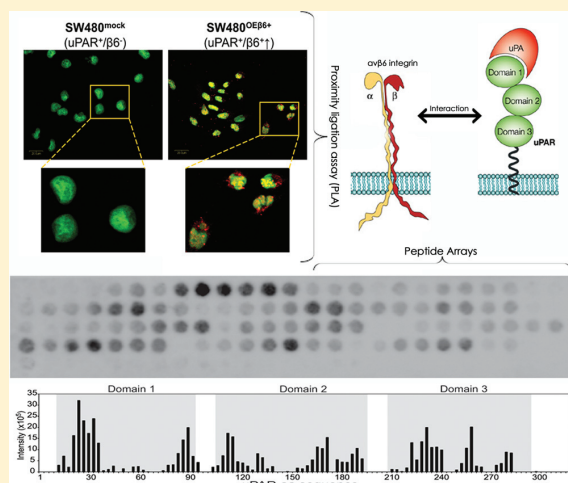 SW480mock
(uPAR+/β6-)
SW480OEβ6+
(uPAR+/β6+↑)
Proximity ligation assay (PLA)
αvβ6 integrin
α
β
Interaction
uPA
Domain 1
Domain 2
Domain 3
uPAR
Peptide Arrays
Domain 1
Domain 2
Domain 3
Intensity (x10⁵)
35
30
25
20
15
10
5
0
1 30 60 90 120 150 180 210 240 270 300